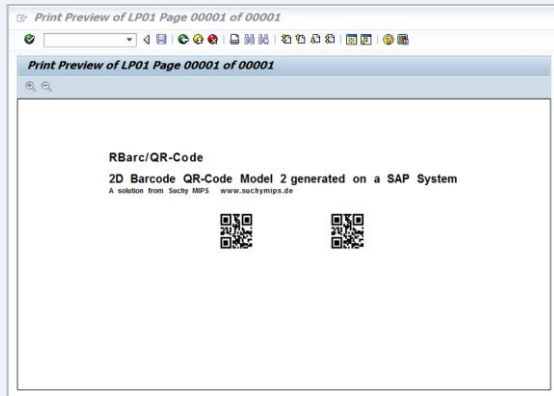 Print Preview of LP01 Page 00001 of 00001
Print Preview of LP01 Page 00001 of 00001
RBarc/QR-Code
2D Barcode QR-Code Model 2 generated on a SAP System
A solution from Suchy MIPS www.suchymips.de